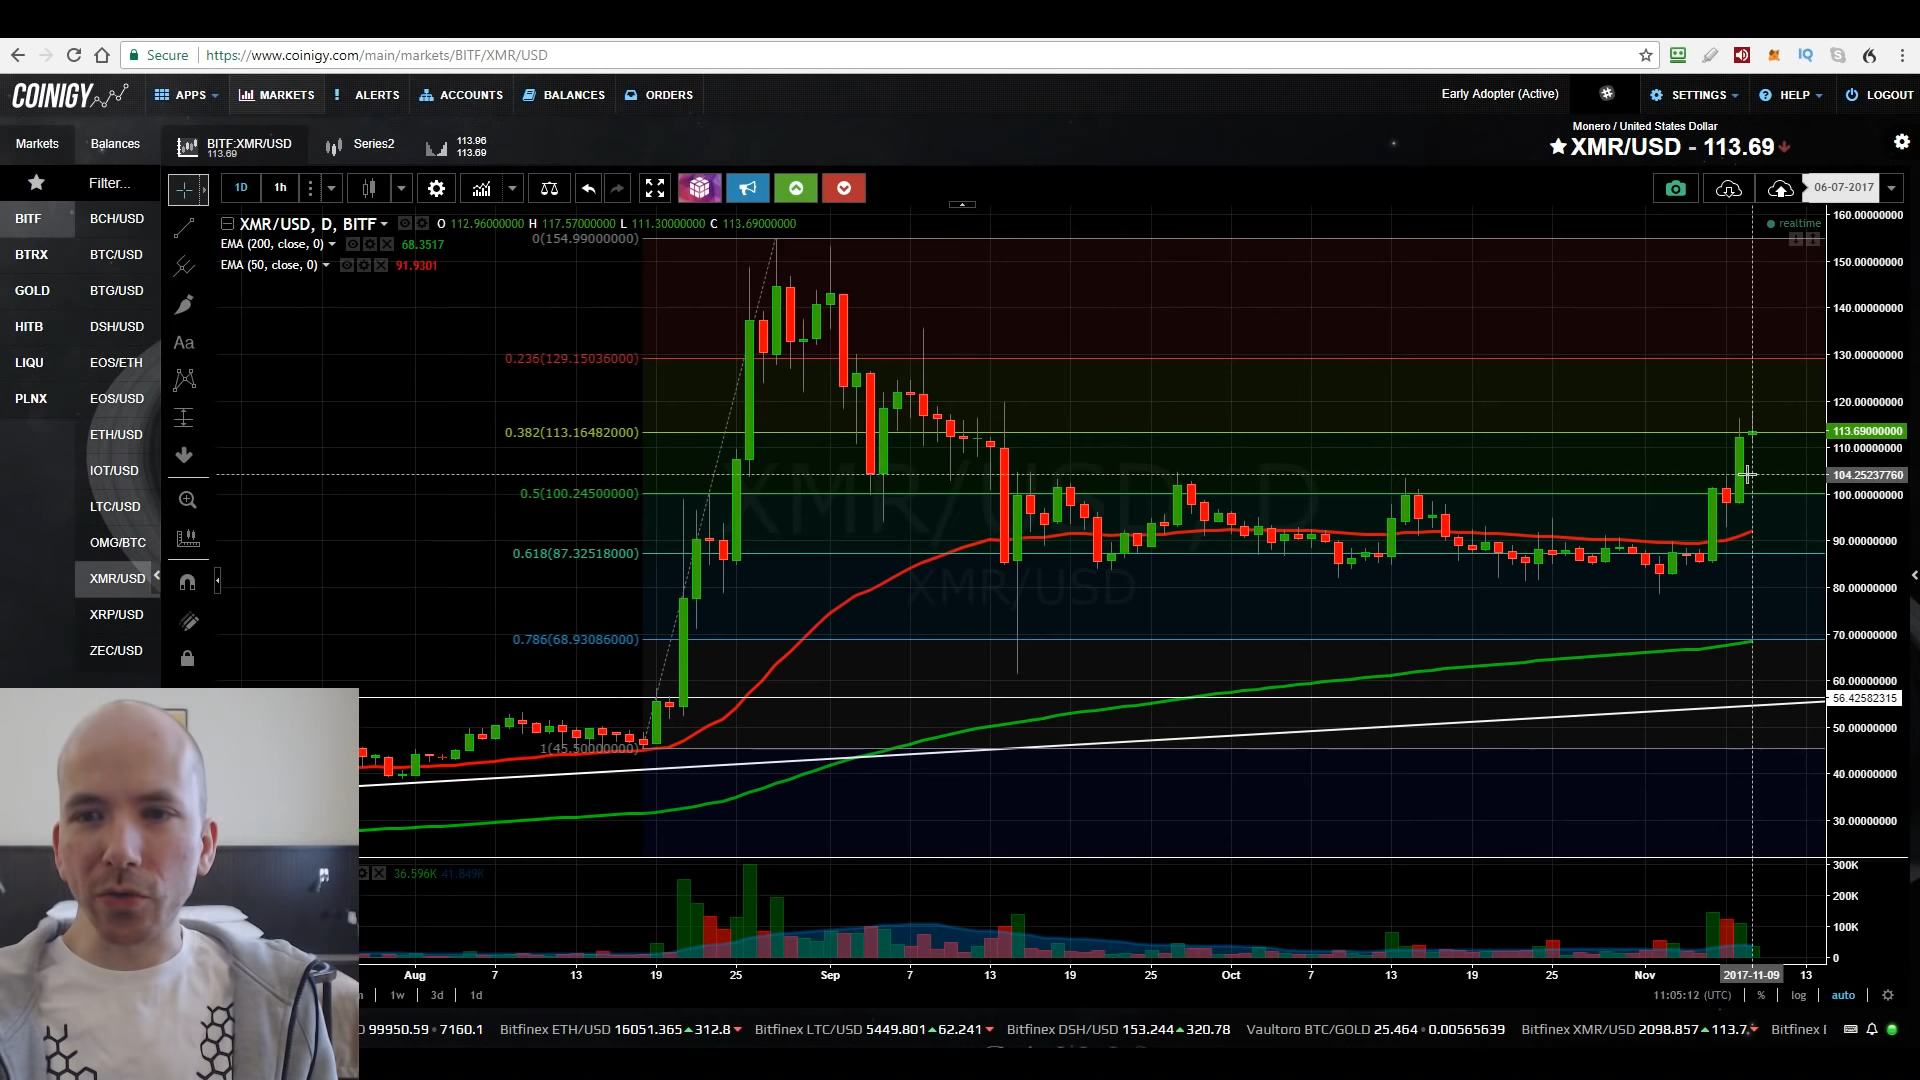 Secure https://www.coinigy.com/main/markets/BITF/XMR/USD
COINIGY APPS MARKETS ALERTS ACCOUNTS BALANCES ORDERS Early Adopter (Active) SETTINGS HELP LOGOUT
Markets Balances BITF:XMR/USD 113.69 Series2 113.96 113.69
Monero / United States Dollar
XMR/USD - 113.69
Filter... 1D 1h 06-07-2017
BITF BCH/USD
BTRX BTC/USD
GOLD BTG/USD
HITB DSH/USD
LIQU EOS/ETH
PLNX EOS/USD
ETH/USD
IOT/USD
LTC/USD
OMG/BTC
XMR/USD
XRP/USD
ZEC/USD
Aa
XMR/USD, D, BITF O 112.96000000 H 117.57000000 L 111.30000000 C 113.69000000
realtime
EMA (200, close, 0) 68.3517
EMA (50, close, 0) 91.9301
0(154.99000000)
0.236(129.15036000)
0.382(113.16482000)
0.5(100.24500000)
0.618(87.32518000)
0.786(68.93086000)
1(45.50000000)
XMR/USD, D
XMR/USD
160.00000000
150.00000000
140.00000000
130.00000000
120.00000000
113.69000000
110.00000000
104.25237760
100.00000000
90.00000000
80.00000000
70.00000000
60.00000000
56.42582315
50.00000000
40.00000000
30.00000000
36.596K 41.849K
300K
200K
100K
0
Aug 7 13 19 25 Sep 7 13 19 25 Oct 7 13 19 25 Nov 2017-11-09 13
1w 3d 1d 11:05:12 (UTC) % log auto
99950.59 7160.1 Bitfinex ETH/USD 16051.365 312.8 Bitfinex LTC/USD 5449.801 62.241 Bitfinex DSH/USD 153.244 320.78 Vaultoro BTC/GOLD 25.464 0.00565639 Bitfinex XMR/USD 2098.857 113.7 Bitfinex